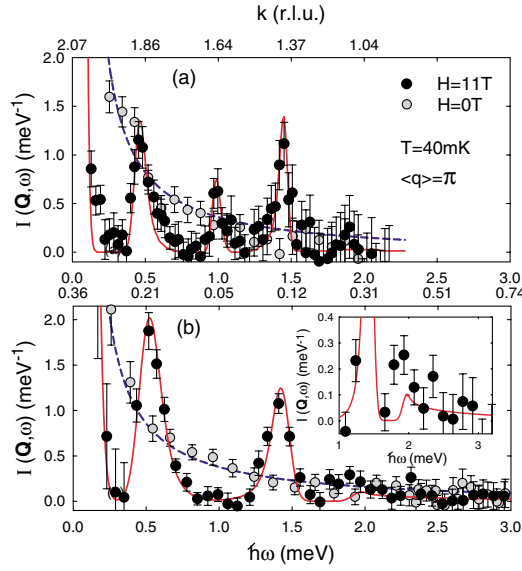 k (r.l.u.)
2.07 1.86 1.64 1.37 1.04
2.0
1.5
1.0
0.5
0.0
I (Q,ω) (meV⁻¹)
(a)
H=11T
H=0T
T=40mK
<q>=π
0.0 0.5 1.0 1.5 2.0 2.5 3.0
0.36 0.21 0.05 0.12 0.31 0.51 0.74
2.0
1.5
1.0
0.5
0.0
I (Q,ω) (meV⁻¹)
(b)
0.4
0.3
0.2
0.1
0.0
I (Q,ω) (meV⁻¹)
1 2 3
ħω (meV)
0.0 0.5 1.0 1.5 2.0 2.5 3.0
ħω (meV)